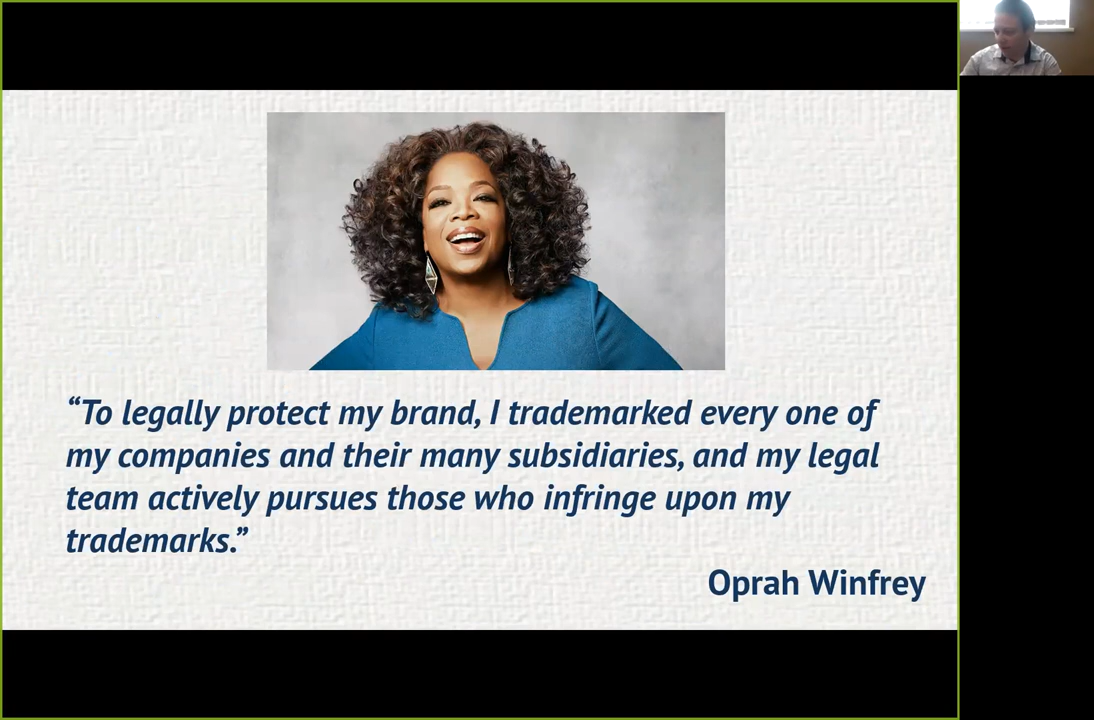 “To legally protect my brand, I trademarked every one of
my companies and their many subsidiaries, and my legal
team actively pursues those who infringe upon my
trademarks.”
Oprah Winfrey